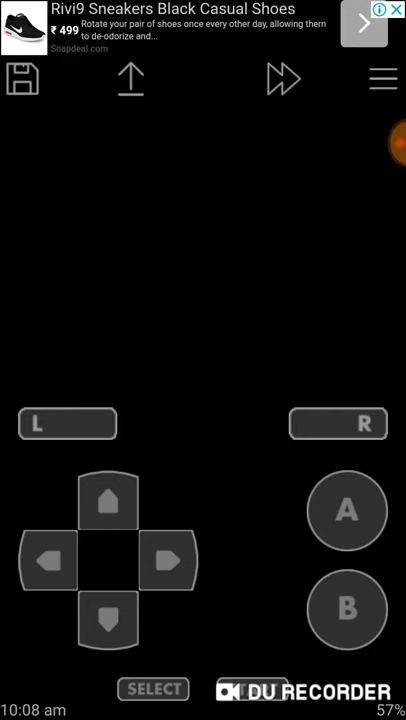 Rivi9 Sneakers Black Casual Shoes
₹ 499
Rotate your pair of shoes once every other day, allowing them
to de-odorize and...
Snapdeal.com
L
R
A
B
SELECT
DU RECORDER
10:08 am
57%